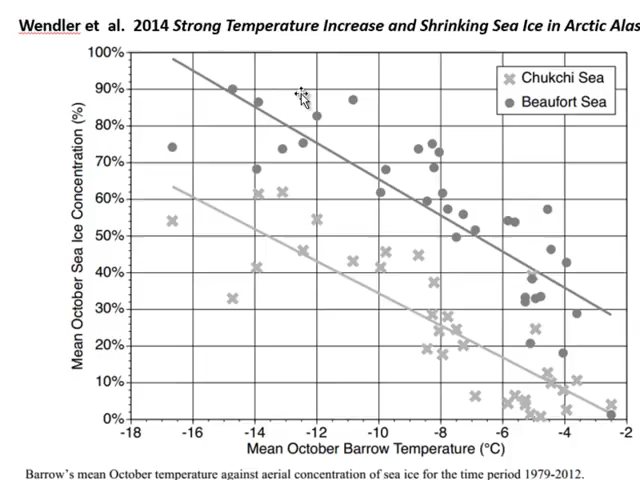 Wendler et al. 2014 Strong Temperature Increase and Shrinking Sea Ice in Arctic Alas
100%
90%
80%
70%
60%
50%
40%
30%
20%
10%
0%
Mean October Sea Ice Concentration (%)
Chukchi Sea
Beaufort Sea
-18 -16 -14 -12 -10 -8 -6 -4 -2
Mean October Barrow Temperature (°C)
Barrow's mean October temperature against aerial concentration of sea ice for the time period 1979-2012.